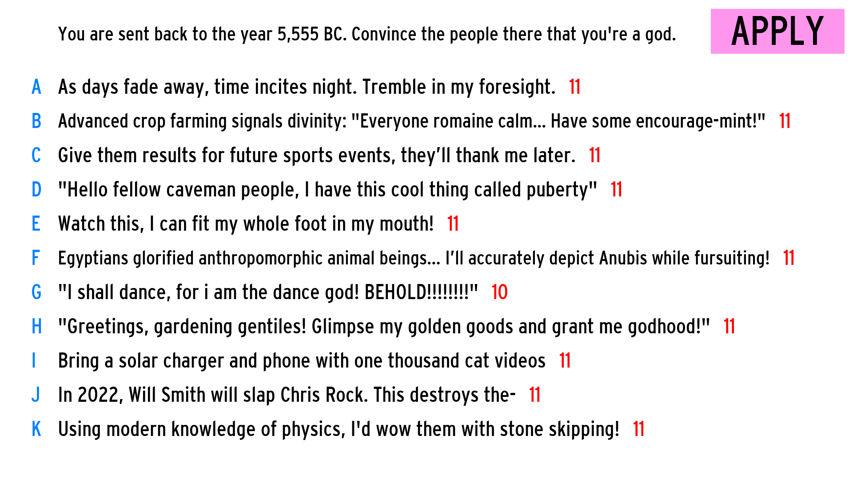 You are sent back to the year 5,555 BC. Convince the people there that you're a god.
APPLY
A As days fade away, time incites night. Tremble in my foresight. 11
B Advanced crop farming signals divinity: "Everyone romaine calm... Have some encourage-mint!" 11
C Give them results for future sports events, they’ll thank me later. 11
D "Hello fellow caveman people, I have this cool thing called puberty" 11
E Watch this, I can fit my whole foot in my mouth! 11
F Egyptians glorified anthropomorphic animal beings... I’ll accurately depict Anubis while fursuiting! 11
G "I shall dance, for i am the dance god! BEHOLD!!!!!!!!" 10
H "Greetings, gardening gentiles! Glimpse my golden goods and grant me godhood!" 11
I Bring a solar charger and phone with one thousand cat videos 11
J In 2022, Will Smith will slap Chris Rock. This destroys the- 11
K Using modern knowledge of physics, I'd wow them with stone skipping! 11